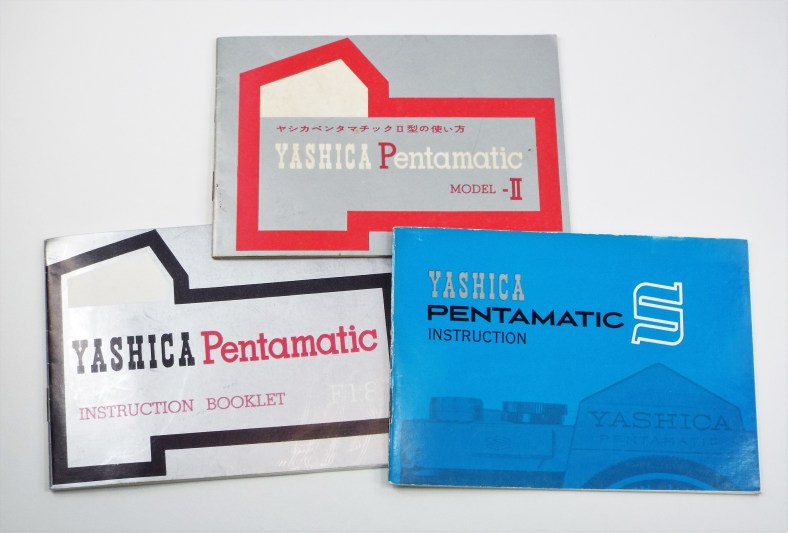 ヤシカペンタマチックII型の使い方
YASHICA Pentamatic
MODEL -II
YASHICA Pentamatic
INSTRUCTION BOOKLET
F1.8
YASHICA
PENTAMATIC S
INSTRUCTION
YASHICA
PENTAMATIC